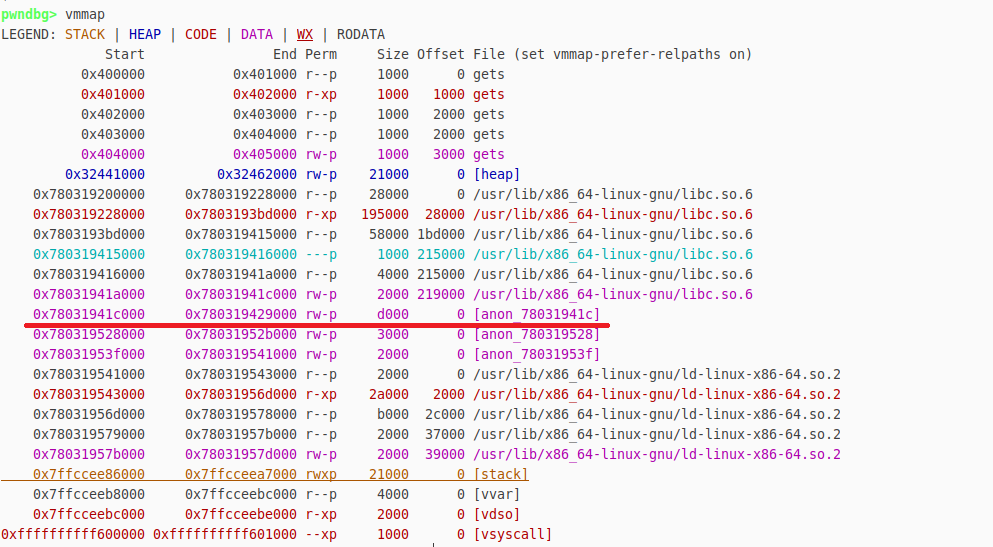 pwndbg> vmmap
LEGEND: STACK | HEAP | CODE | DATA | WX | RODATA
Start End Perm Size Offset File (set vmmap-prefer-relpaths on)
0x400000 0x401000 r--p 1000 0 gets
0x401000 0x402000 r-xp 1000 1000 gets
0x402000 0x403000 r--p 1000 2000 gets
0x403000 0x404000 r--p 1000 2000 gets
0x404000 0x405000 rw-p 1000 3000 gets
0x32441000 0x32462000 rw-p 21000 0 [heap]
0x780319200000 0x780319228000 r--p 28000 0 /usr/lib/x86_64-linux-gnu/libc.so.6
0x780319228000 0x7803193bd000 r-xp 195000 28000 /usr/lib/x86_64-linux-gnu/libc.so.6
0x7803193bd000 0x780319415000 r--p 58000 1bd000 /usr/lib/x86_64-linux-gnu/libc.so.6
0x780319415000 0x780319416000 ---p 1000 215000 /usr/lib/x86_64-linux-gnu/libc.so.6
0x780319416000 0x78031941a000 r--p 4000 215000 /usr/lib/x86_64-linux-gnu/libc.so.6
0x78031941a000 0x78031941c000 rw-p 2000 219000 /usr/lib/x86_64-linux-gnu/libc.so.6
0x78031941c000 0x780319429000 rw-p d000 0 [anon_78031941c]
0x780319528000 0x78031952b000 rw-p 3000 0 [anon_780319528]
0x78031953f000 0x780319541000 rw-p 2000 0 [anon_78031953f]
0x780319541000 0x780319543000 r--p 2000 0 /usr/lib/x86_64-linux-gnu/ld-linux-x86-64.so.2
0x780319543000 0x78031956d000 r-xp 2a000 2000 /usr/lib/x86_64-linux-gnu/ld-linux-x86-64.so.2
0x78031956d000 0x780319578000 r--p b000 2c000 /usr/lib/x86_64-linux-gnu/ld-linux-x86-64.so.2
0x780319579000 0x78031957b000 r--p 2000 37000 /usr/lib/x86_64-linux-gnu/ld-linux-x86-64.so.2
0x78031957b000 0x78031957d000 rw-p 2000 39000 /usr/lib/x86_64-linux-gnu/ld-linux-x86-64.so.2
0x7ffccee86000 0x7ffcceea7000 rwxp 21000 0 [stack]
0x7ffcceeb8000 0x7ffcceebc000 r--p 4000 0 [vvar]
0x7ffcceebc000 0x7ffcceebe000 r-xp 2000 0 [vdso]
0xffffffffff600000 0xffffffffff601000 --xp 1000 0 [vsyscall]